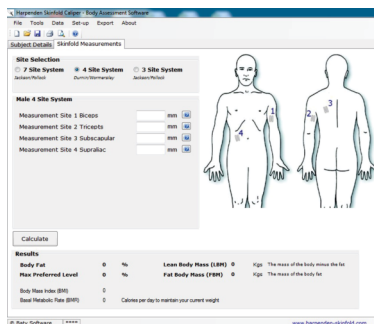 Harpenden Skinfold Caliper - Body Assessment Software
File Tools Data Set-up Export About
Subject Details Skinfold Measurements
Site Selection
7 Site System 4 Site System 3 Site System
Jackson/Pollock Durnin/Wormersley Jackson/Pollock
Male 4 Site System
Measurement Site 1 Biceps mm
Measurement Site 2 Tricepts mm
Measurement Site 3 Subscapular mm
Measurement Site 4 Supraliac mm
1
4
3
2
Calculate
Results
Body Fat 0 % Lean Body Mass (LBM) 0 Kgs The mass of the body minus the fat
Max Preferred Level 0 % Fat Body Mass (FBM) 0 Kgs The mass of the body fat
Body Mass Index (BMI) 0
Basal Metabolic Rate (BMR) 0 Calories per day to maintain your current weight
© Baty Software **** www.harpenden-skinfold.com